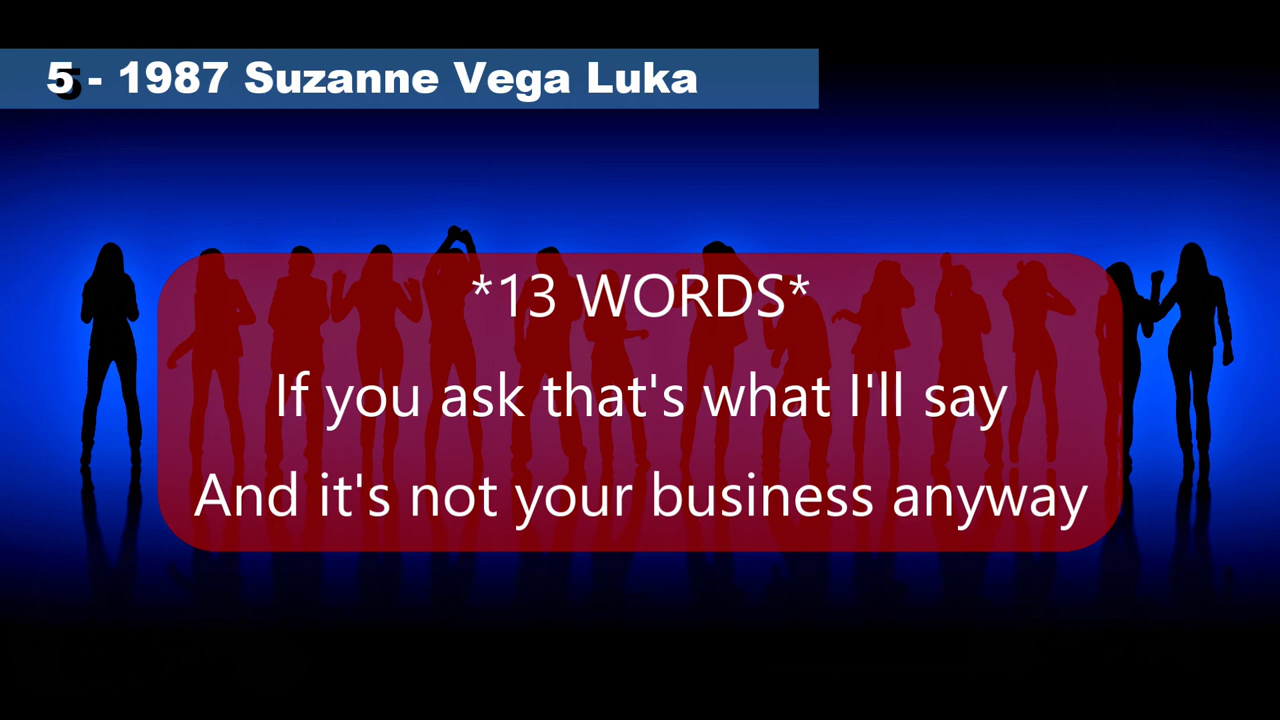 5 - 1987 Suzanne Vega Luka
*13 WORDS*
If you ask that's what I'll say
And it's not your business anyway